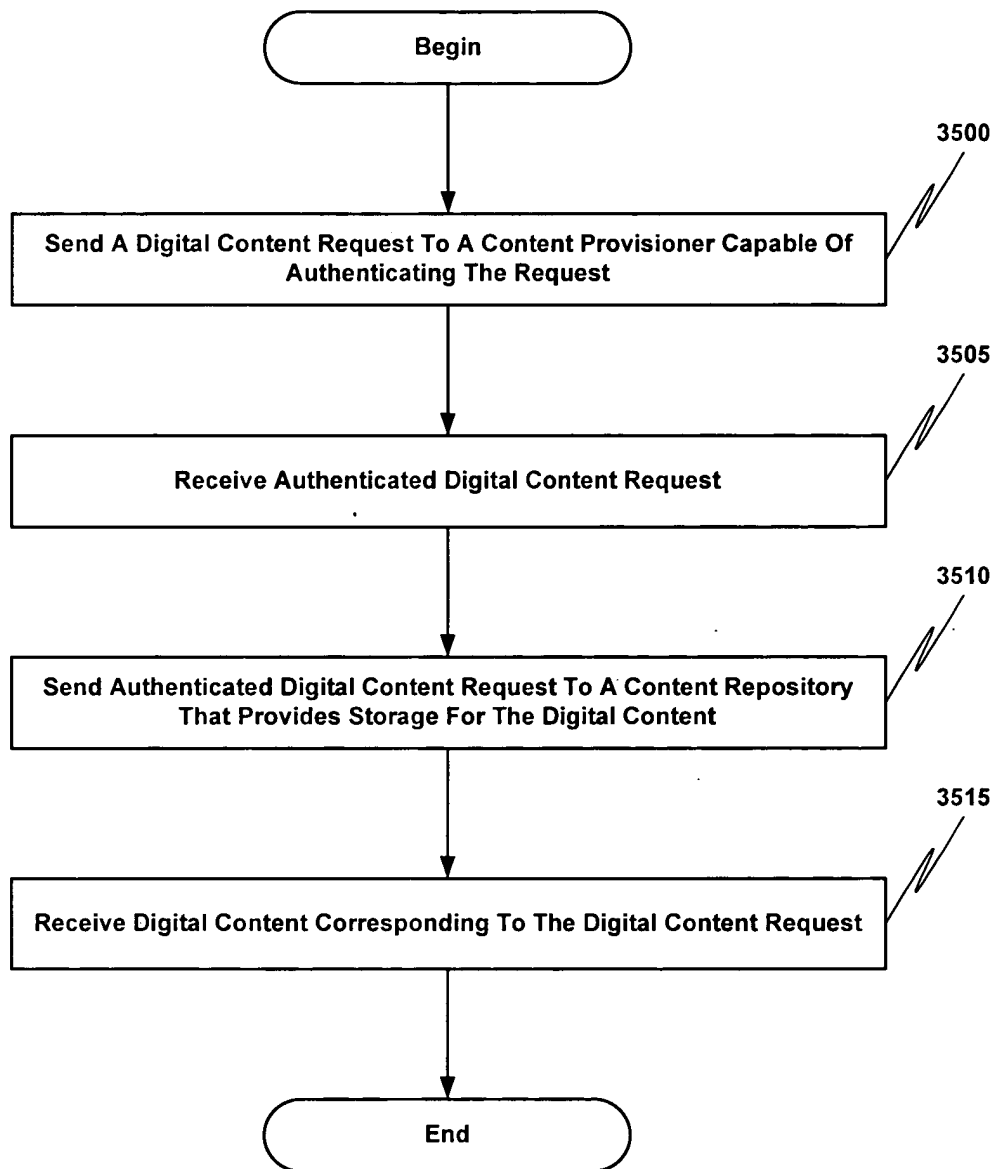 Begin
3500
Send A Digital Content Request To A Content Provisioner Capable Of
Authenticating The Request
3505
Receive Authenticated Digital Content Request
3510
Send Authenticated Digital Content Request To A Content Repository
That Provides Storage For The Digital Content
3515
Receive Digital Content Corresponding To The Digital Content Request
End